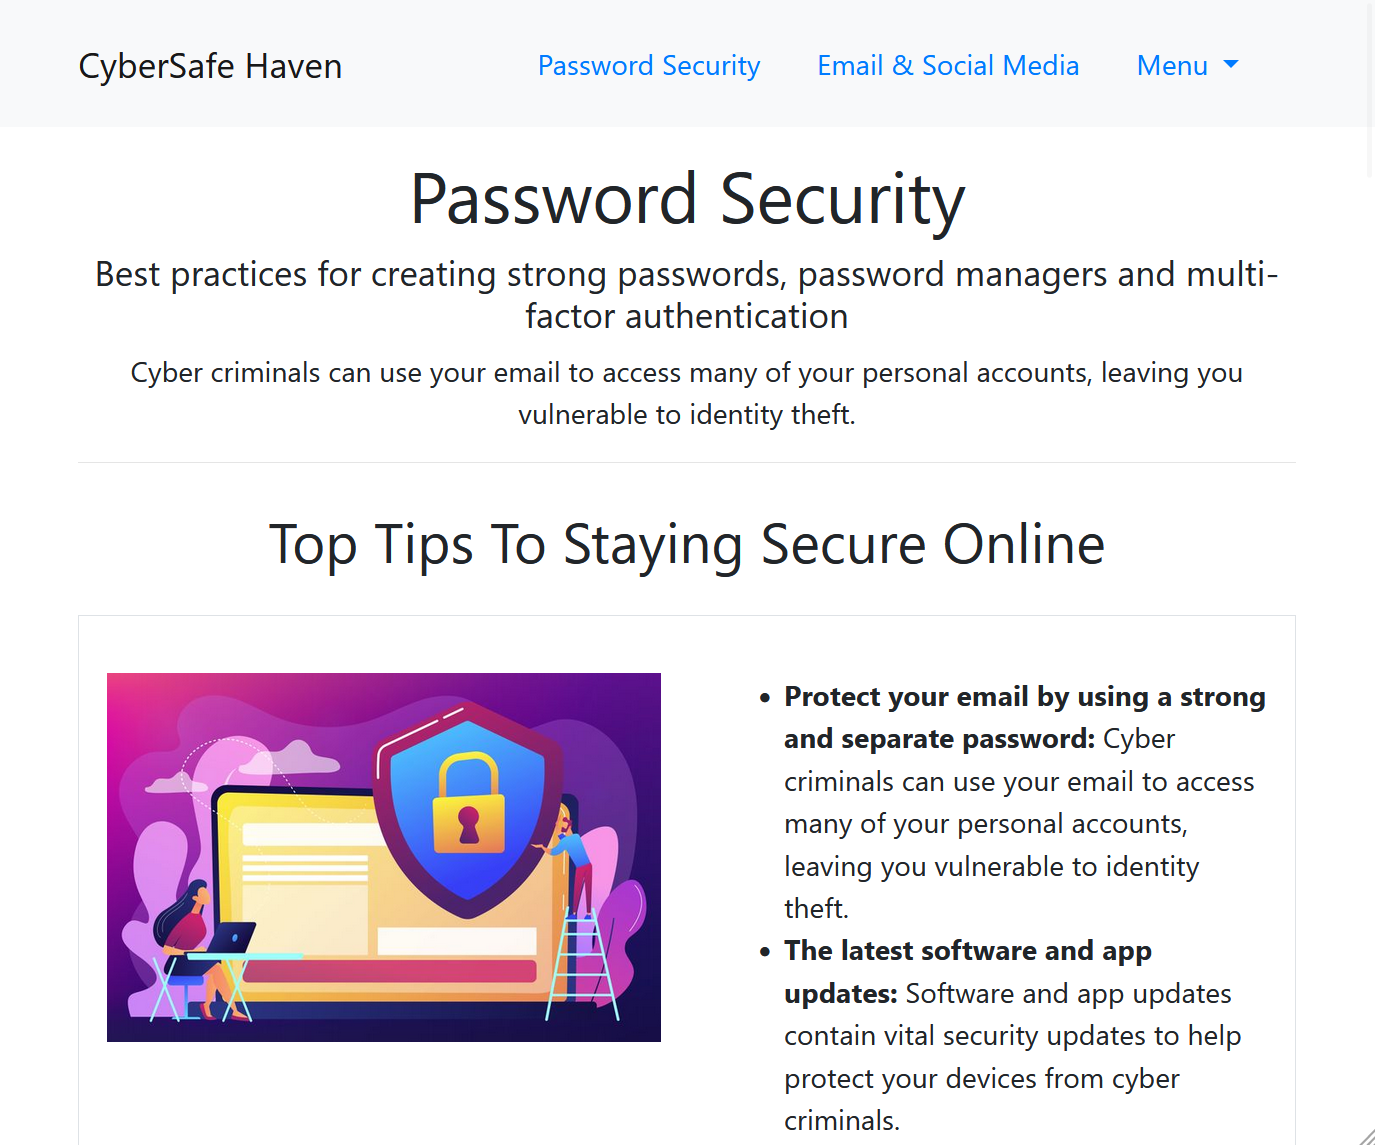 CyberSafe Haven
Password Security
Email & Social Media
Menu
Password Security
Best practices for creating strong passwords, password managers and multi-
factor authentication
Cyber criminals can use your email to access many of your personal accounts, leaving you
vulnerable to identity theft.
Top Tips To Staying Secure Online
• Protect your email by using a strong
and separate password: Cyber
criminals can use your email to access
many of your personal accounts,
leaving you vulnerable to identity
theft.
• The latest software and app
updates: Software and app updates
contain vital security updates to help
protect your devices from cyber
criminals.